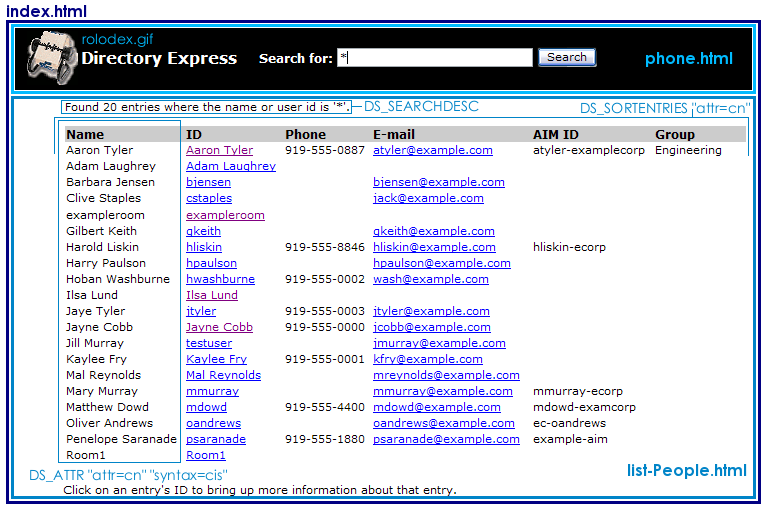 index.html
rolodex.gif
Directory Express Search for: * Search phone.html
Found 20 entries where the name or user id is '*'. DS_SEARCHDESC DS_SORTENTRIES "attr=cn"
Name ID Phone E-mail AIM ID Group
Aaron Tyler Aaron Tyler 919-555-0887 atyler@example.com atyler-examplecorp Engineering
Adam Laughrey Adam Laughrey
Barbara Jensen bjensen bjensen@example.com
Clive Staples cstaples jack@example.com
exampleroom exampleroom
Gilbert Keith gkeith gkeith@example.com
Harold Liskin hliskin 919-555-8846 hliskin@example.com hliskin-ecorp
Harry Paulson hpaulson hpaulson@example.com
Hoban Washburne hwashburne 919-555-0002 wash@example.com
Ilsa Lund Ilsa Lund
Jaye Tyler jtyler 919-555-0003 jtyler@example.com
Jayne Cobb Jayne Cobb 919-555-0000 jcobb@example.com
Jill Murray testuser jmurray@example.com
Kaylee Fry Kaylee Fry 919-555-0001 kfry@example.com
Mal Reynolds Mal Reynolds mreynolds@example.com
Mary Murray mmurray mmurray@example.com mmurray-ecorp
Matthew Dowd mdowd 919-555-4400 mdowd@example.com mdowd-examcorp
Oliver Andrews oandrews oandrews@example.com ec-oandrews
Penelope Saranade psaranade 919-555-1880 psaranade@example.com example-aim
Room1 Room1
DS_ATTR "attr=cn" "syntax=cis" list-People.html
Click on an entry's ID to bring up more information about that entry.